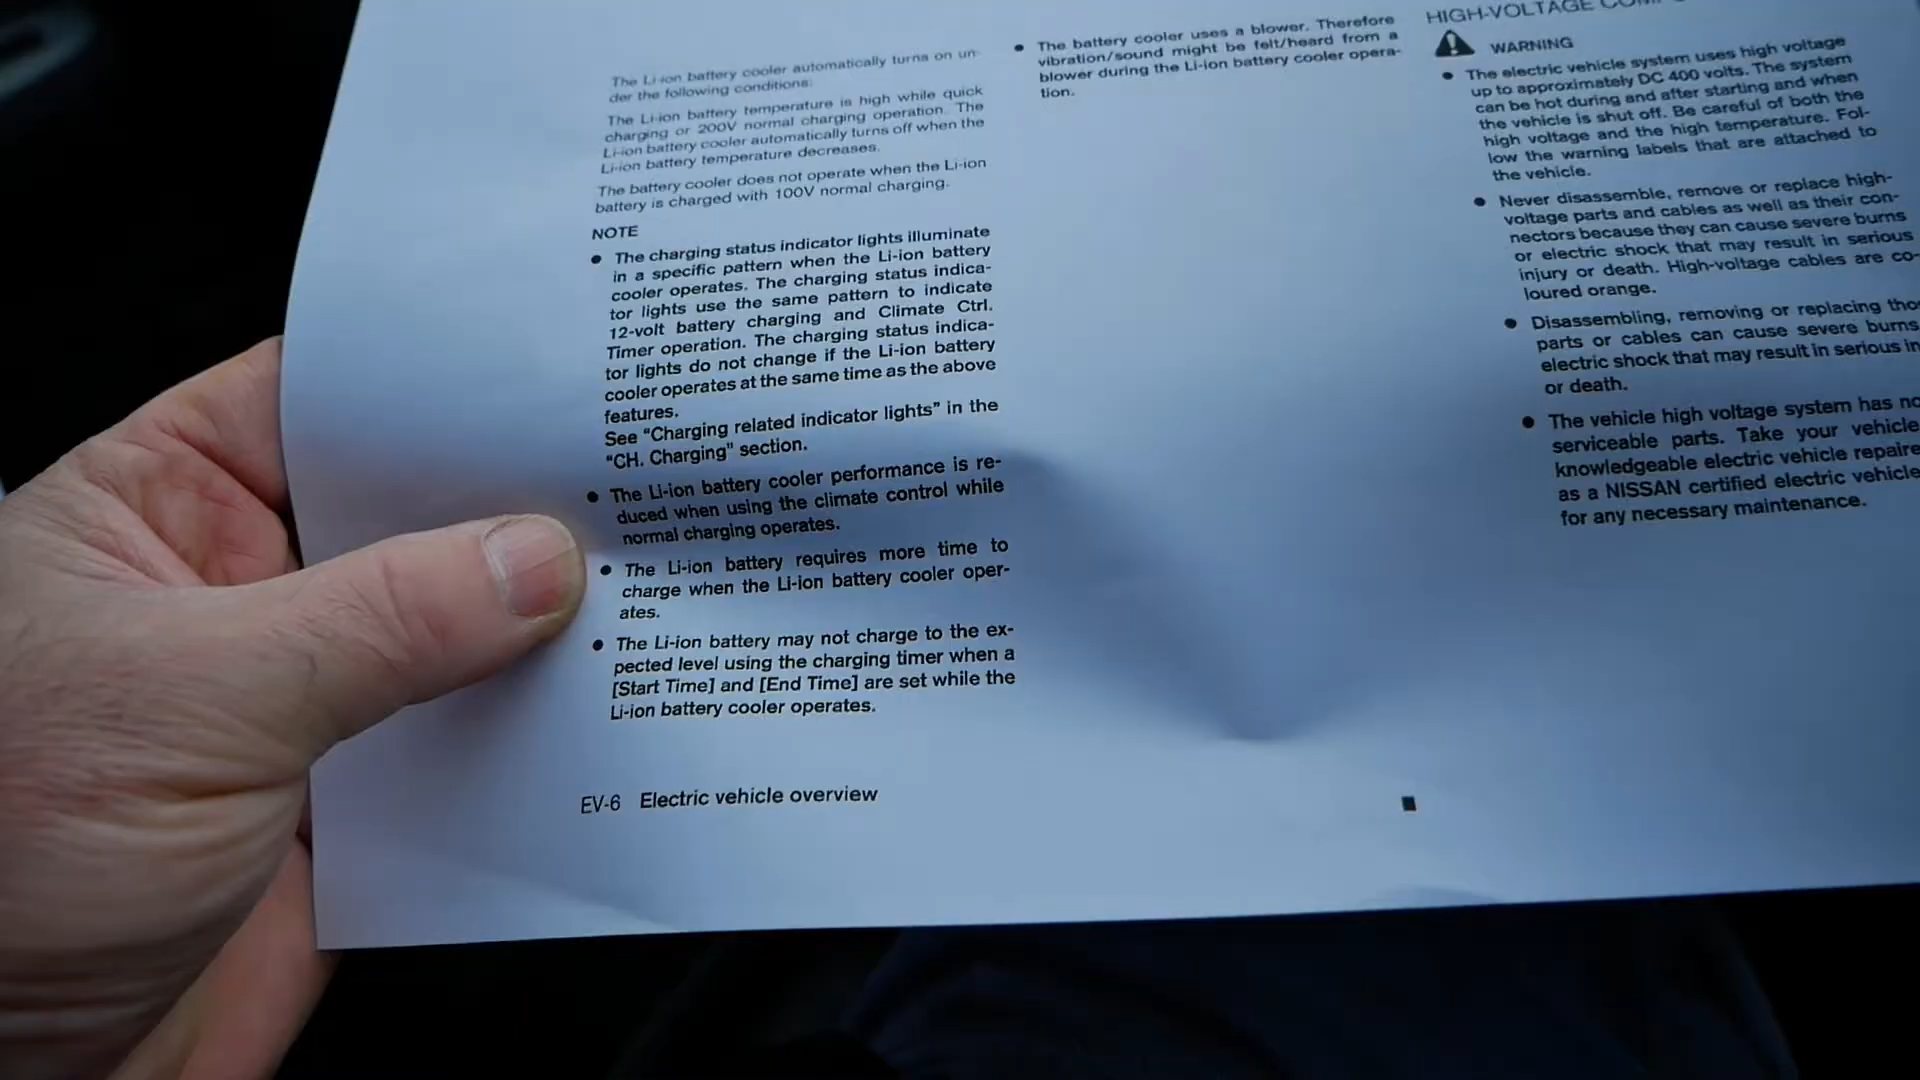 The Li-ion battery cooler automatically turns on un-
der the following conditions:
The Li-ion battery temperature is high while quick
charging or 200V normal charging operation. The
Li-ion battery cooler automatically turns off when the
Li-ion battery temperature decreases.
The battery cooler does not operate when the Li-ion
battery is charged with 100V normal charging.
NOTE
● The charging status indicator lights illuminate
in a specific pattern when the Li-ion battery
cooler operates. The charging status indica-
tor lights use the same pattern to indicate
12-volt battery charging and Climate Ctrl.
Timer operation. The charging status indica-
tor lights do not change if the Li-ion battery
cooler operates at the same time as the above
features.
See "Charging related indicator lights" in the
"CH. Charging" section.
● The Li-ion battery cooler performance is re-
duced when using the climate control while
normal charging operates.
● The Li-ion battery requires more time to
charge when the Li-ion battery cooler oper-
ates.
● The Li-ion battery may not charge to the ex-
pected level using the charging timer when a
[Start Time] and [End Time] are set while the
Li-ion battery cooler operates.
● The battery cooler uses a blower. Therefore
vibration/sound might be felt/heard from a
blower during the Li-ion battery cooler opera-
tion.
HIGH-VOLTAGE
WARNING
● The electric vehicle system uses high voltage
up to approximately DC 400 volts. The system
can be hot during and after starting and when
the vehicle is shut off. Be careful of both the
high voltage and the high temperature. Fol-
low the warning labels that are attached to
the vehicle.
● Never disassemble, remove or replace high-
voltage parts and cables as well as their con-
nectors because they can cause severe burns
or electric shock that may result in serious
injury or death. High-voltage cables are co-
loured orange.
● Disassembling, removing or replacing
parts or cables can cause severe burns
electric shock that may result in serious
or death.
● The vehicle high voltage system has
serviceable parts. Take your vehicle
knowledgeable electric vehicle
as a NISSAN certified electric vehicle
for any necessary maintenance.
EV-6 Electric vehicle overview